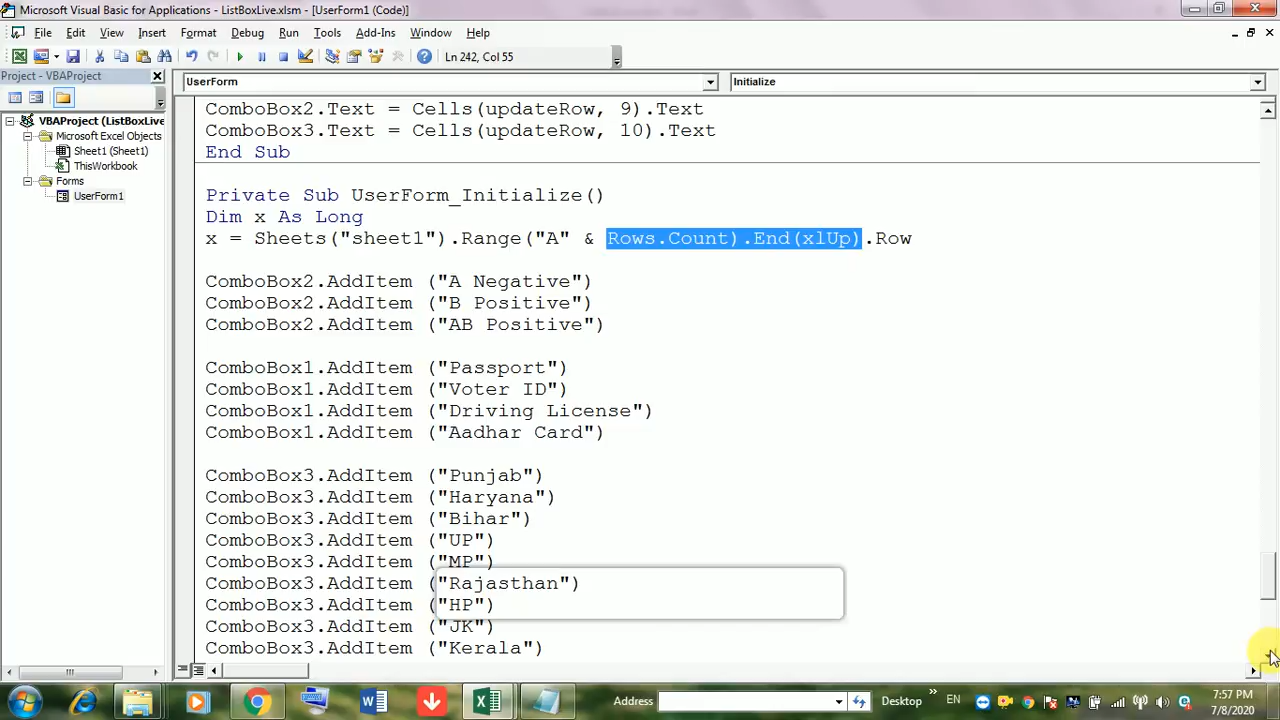 Microsoft Visual Basic for Applications - ListBoxLive.xlsm - [UserForm1 (Code)]
File Edit View Insert Format Debug Run Tools Add-Ins Window Help
Ln 242, Col 55
Project - VBAProject
UserForm
Initialize
VBAProject (ListBoxLive
Microsoft Excel Objects
Sheet1 (Sheet1)
ThisWorkbook
Forms
UserForm1
ComboBox2.Text = Cells(updateRow, 9).Text
ComboBox3.Text = Cells(updateRow, 10).Text
End Sub
Private Sub UserForm_Initialize()
Dim x As Long
x = Sheets("sheet1").Range("A" & Rows.Count).End(xlUp).Row
ComboBox2.AddItem ("A Negative")
ComboBox2.AddItem ("B Positive")
ComboBox2.AddItem ("AB Positive")
ComboBox1.AddItem ("Passport")
ComboBox1.AddItem ("Voter ID")
ComboBox1.AddItem ("Driving License")
ComboBox1.AddItem ("Aadhar Card")
ComboBox3.AddItem ("Punjab")
ComboBox3.AddItem ("Haryana")
ComboBox3.AddItem ("Bihar")
ComboBox3.AddItem ("UP")
ComboBox3.AddItem ("MP")
ComboBox3.AddItem ("Rajasthan")
ComboBox3.AddItem ("HP")
ComboBox3.AddItem ("JK")
ComboBox3.AddItem ("Kerala")
Address
Desktop
EN
7:57 PM
7/8/2020